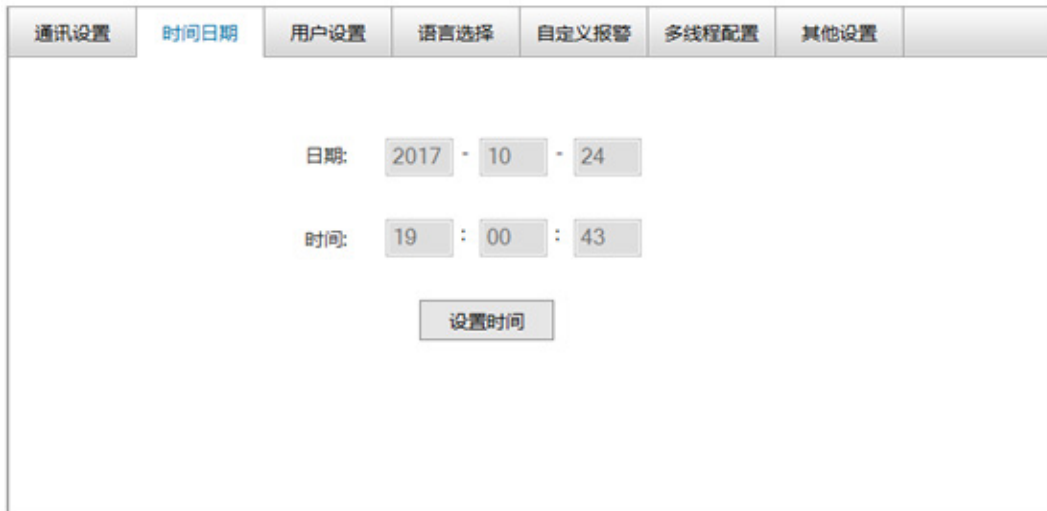 通讯设置 时间日期 用户设置 语言选择 自定义报警 多线程配置 其他设置
日期: 2017 - 10 - 24
时间: 19 : 00 : 43
设置时间